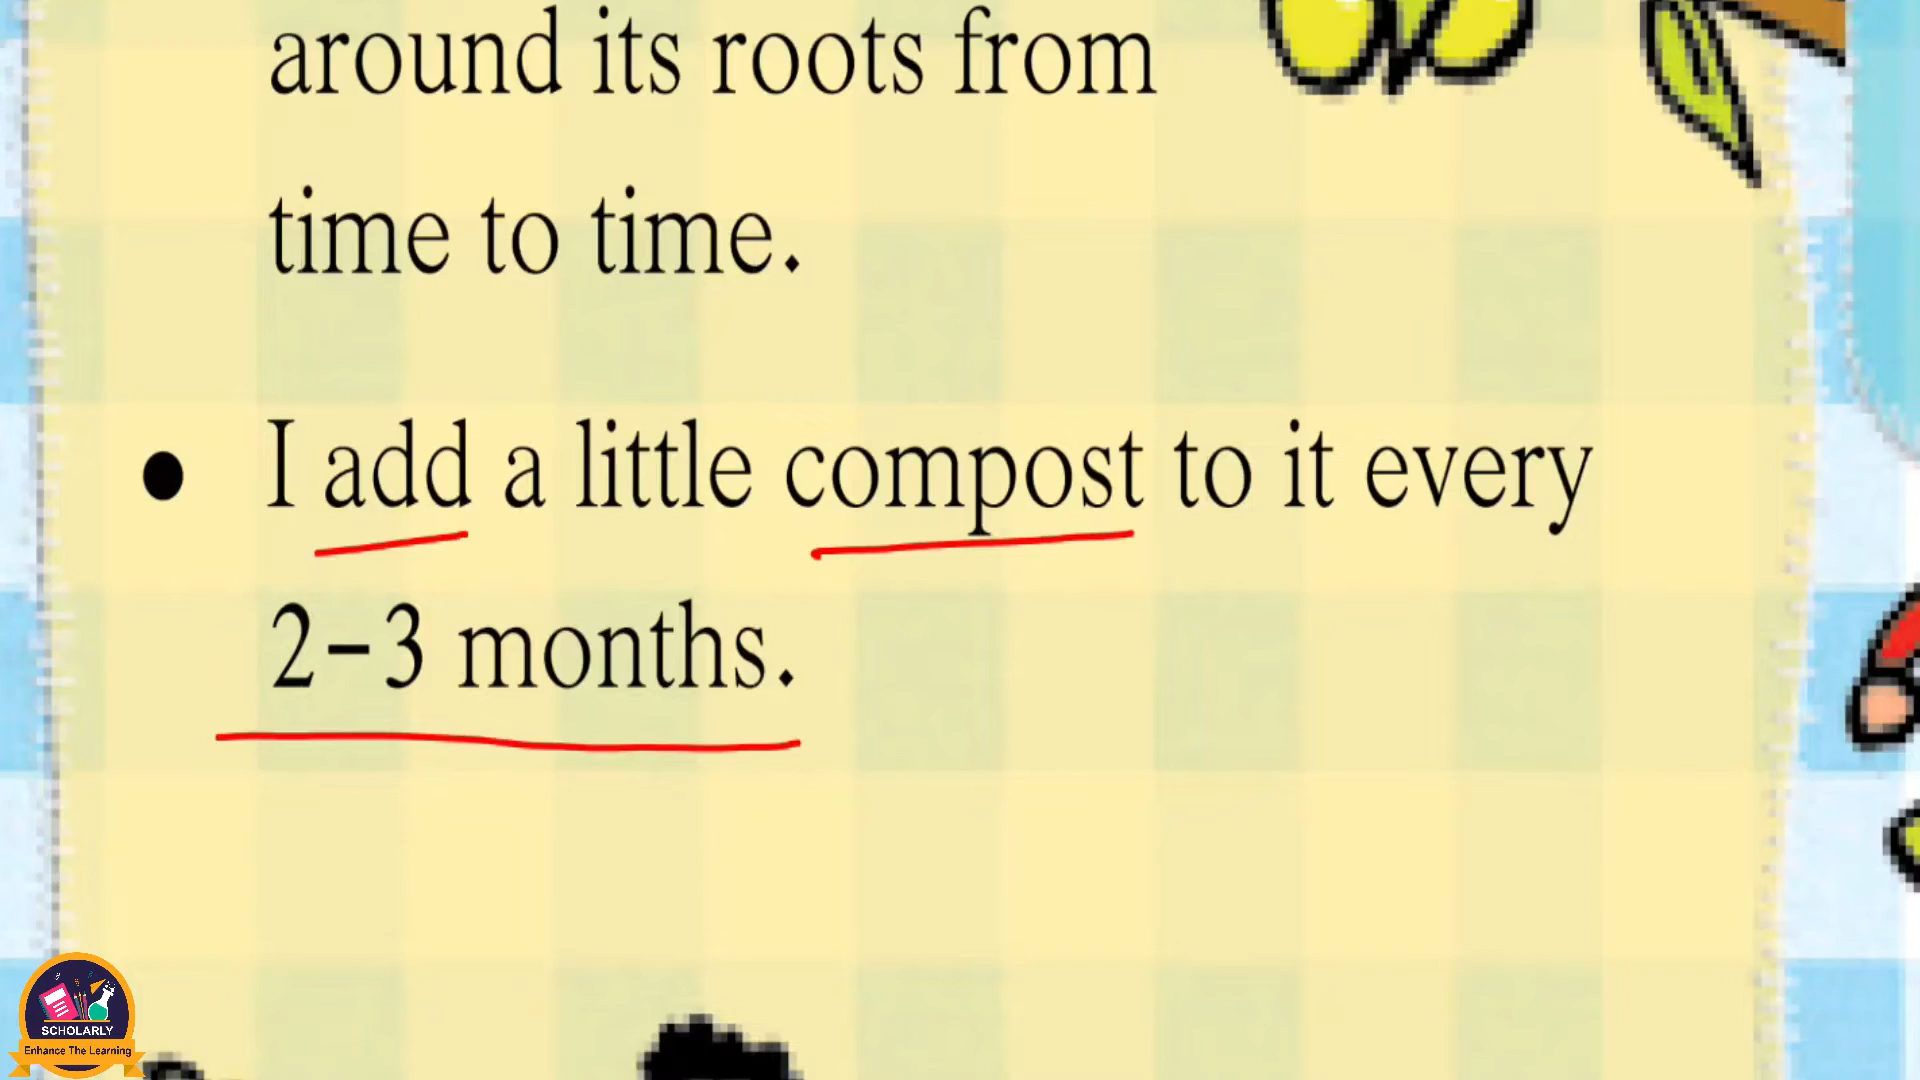 around its roots from
time to time.
● I add a little compost to it every
2-3 months.
SCHOLARLY
Enhance The Learning